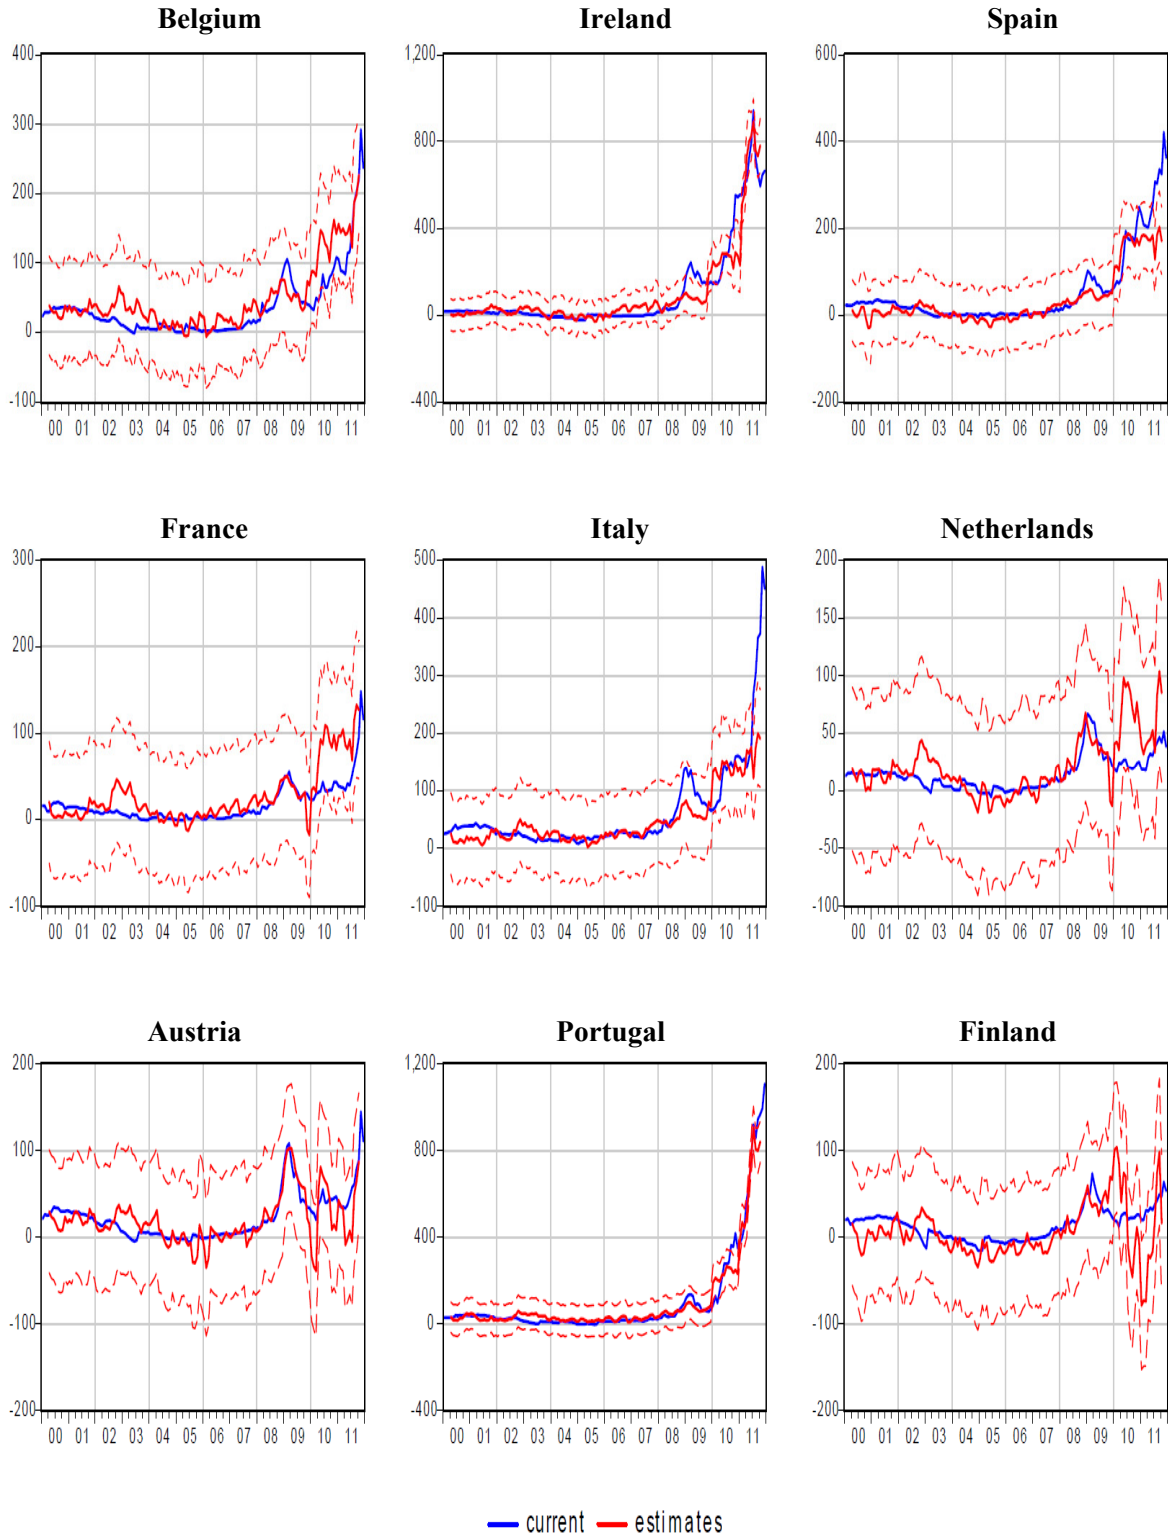 Belgium Ireland Spain
400 1,200 600
300 800 400
200 400 200
100 0 0
0 -400 -200
-100
00 01 02 03 04 05 06 07 08 09 10 11 00 01 02 03 04 05 06 07 08 09 10 11 00 01 02 03 04 05 06 07 08 09 10 11
France Italy Netherlands
300 500 200
200 400 150
100 300 100
0 200 50
-100 100 0
0 -50
-100 -100
00 01 02 03 04 05 06 07 08 09 10 11 00 01 02 03 04 05 06 07 08 09 10 11 00 01 02 03 04 05 06 07 08 09 10 11
Austria Portugal Finland
200 1,200 200
100 800 100
0 400 0
-100 0 -100
-200 -400 -200
00 01 02 03 04 05 06 07 08 09 10 11 00 01 02 03 04 05 06 07 08 09 10 11 00 01 02 03 04 05 06 07 08 09 10 11
current estimates